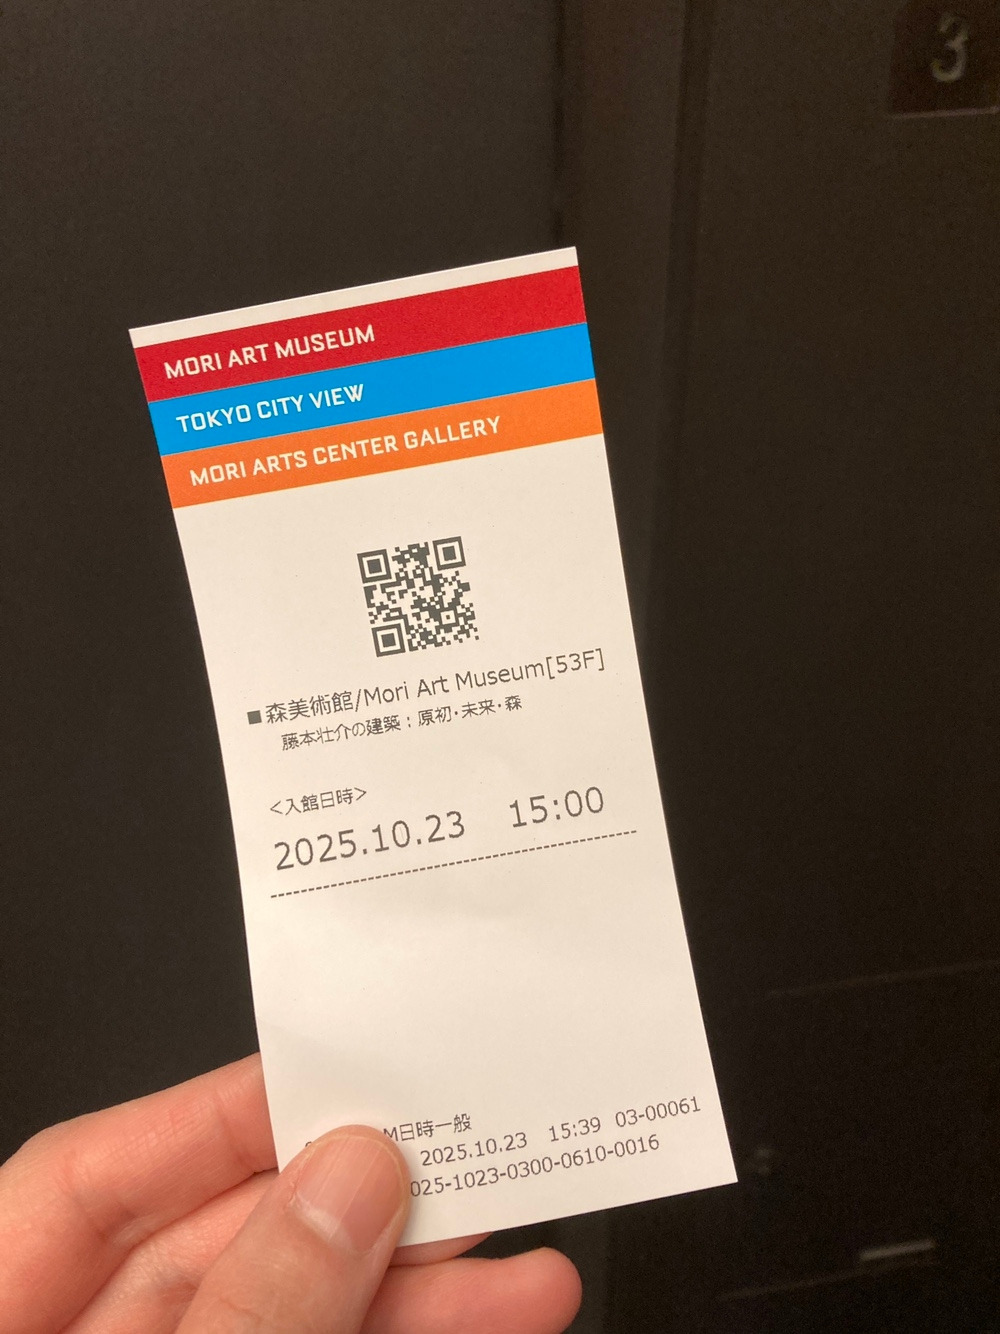 3
MORI ART MUSEUM
TOKYO CITY VIEW
MORI ARTS CENTER GALLERY
■森美術館/Mori Art Museum[53F]
藤本壮介の建築：原初・未来・森
<入館日時>
2025.10.23 15:00
M日時一般
2025.10.23 15:39 03-00061
025-1023-0300-0610-0016